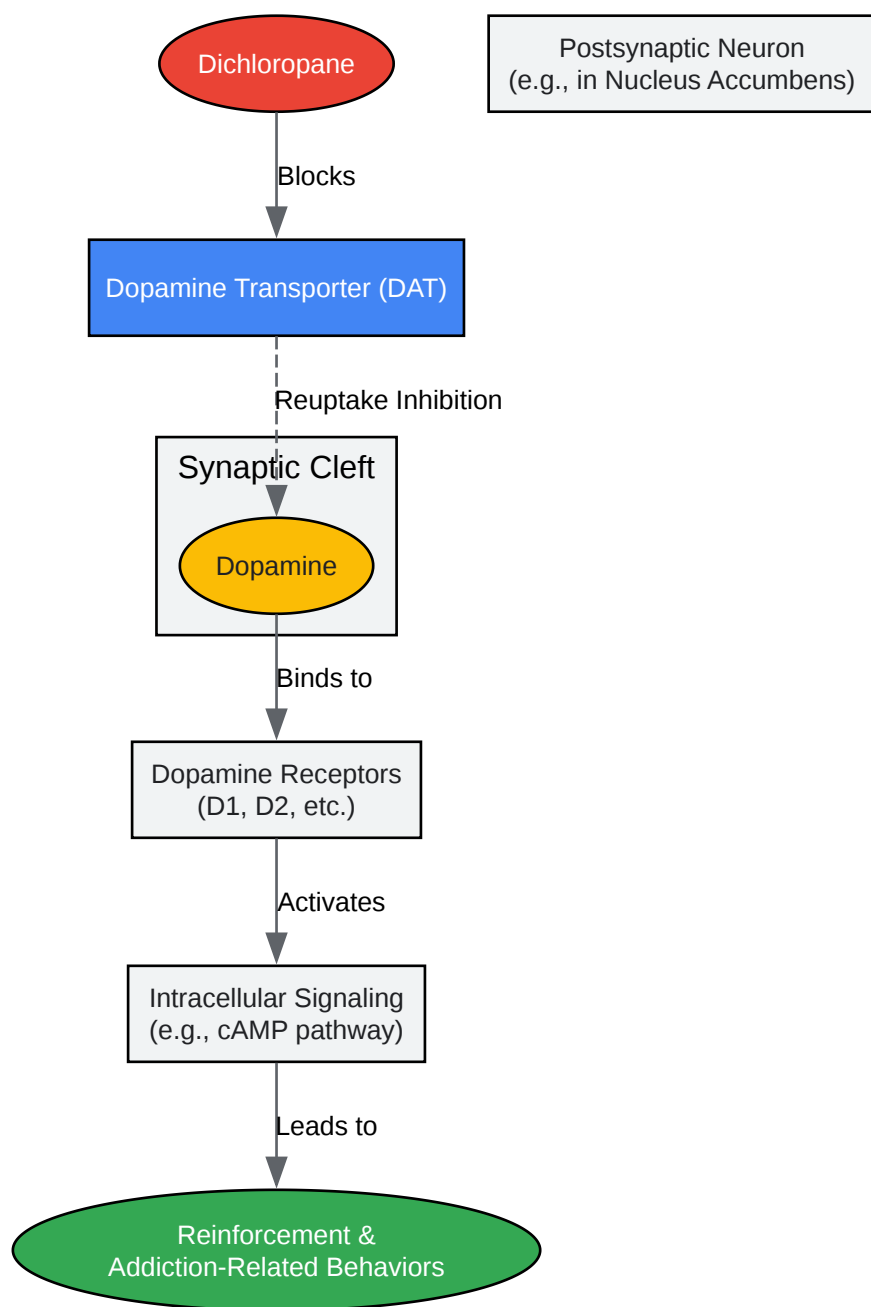 Dichloropane
Postsynaptic Neuron
(e.g., in Nucleus Accumbens)
Blocks
Dopamine Transporter (DAT)
Reuptake Inhibition
Synaptic Cleft
Dopamine
Binds to
Dopamine Receptors
(D1, D2, etc.)
Activates
Intracellular Signaling
(e.g., cAMP pathway)
Leads to
Reinforcement &
Addiction-Related Behaviors